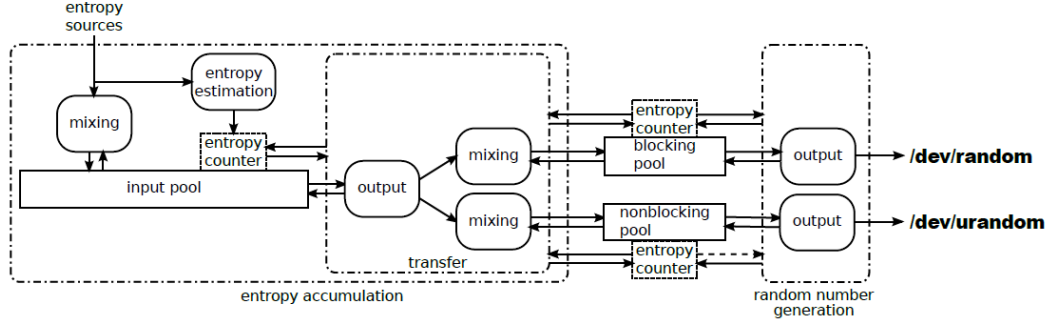 entropy
sources
entropy
estimation
mixing
entropy
counter
input pool
output
mixing
mixing
transfer
entropy accumulation
entropy
counter
blocking
pool
nonblocking
pool
entropy
counter
output
output
random number
generation
/dev/random
/dev/urandom